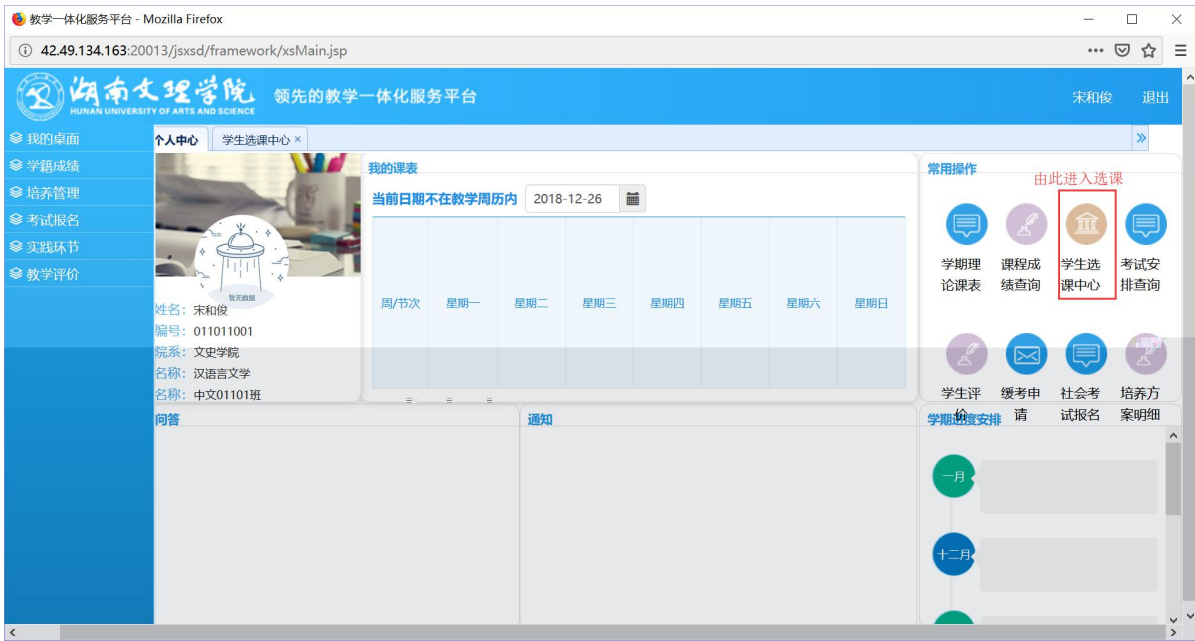 教学一体化服务平台 - Mozilla Firefox
42.49.134.163:20013/jsxsd/framework/xsMain.jsp
湖南文理学院
HUNAN UNIVERSITY OF ARTS AND SCIENCE
领先的教学一体化服务平台
宋和俊 退出
我的桌面
学籍成绩
培养管理
考试报名
实践环节
教学评价
个人中心 学生选课中心 ×
暂无数据
姓名：宋和俊
编号：011011001
院系：文史学院
名称：汉语言文学
名称：中文01101班
我的课表
当前日期不在教学周历内 2018-12-26
周/节次 星期一 星期二 星期三 星期四 星期五 星期六 星期日
常用操作
由此进入选课
学期理论课表
课程成绩查询
学生选课中心
考试安排查询
学生评价
缓考申请
社会考试报名
培养方案明细
问答
通知
学期进度安排
一月
十二月